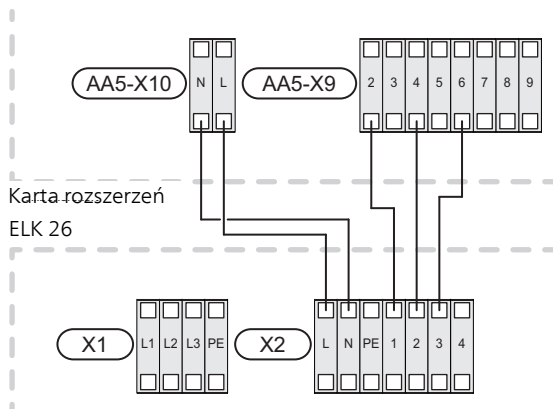 AA5-X10 N L AA5-X9 2 3 4 5 6 7 8 9
Karta rozszerzeń
ELK 26
X1 L1 L2 L3 PE X2 L N PE 1 2 3 4